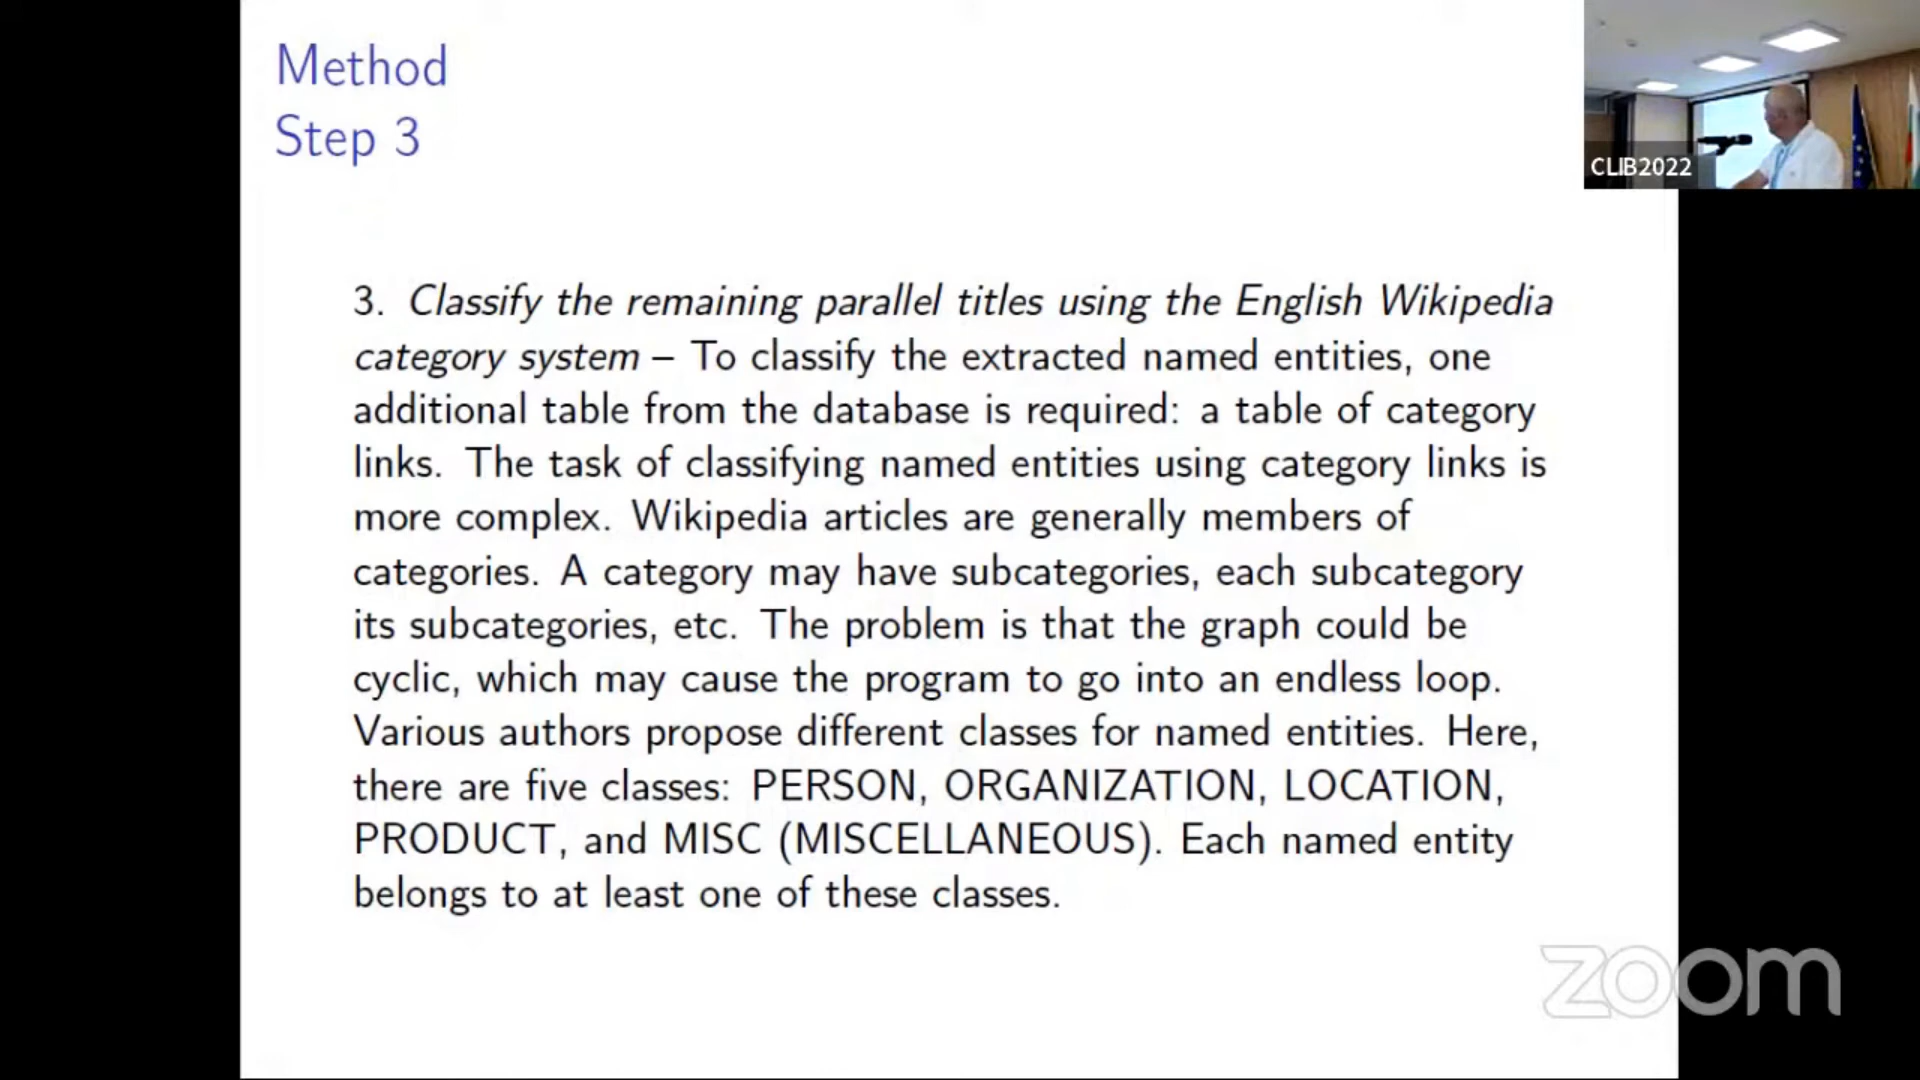 Method
Step 3
CLIB2022
3. Classify the remaining parallel titles using the English Wikipedia
category system – To classify the extracted named entities, one
additional table from the database is required: a table of category
links. The task of classifying named entities using category links is
more complex. Wikipedia articles are generally members of
categories. A category may have subcategories, each subcategory
its subcategories, etc. The problem is that the graph could be
cyclic, which may cause the program to go into an endless loop.
Various authors propose different classes for named entities. Here,
there are five classes: PERSON, ORGANIZATION, LOCATION,
PRODUCT, and MISC (MISCELLANEOUS). Each named entity
belongs to at least one of these classes.
zoom